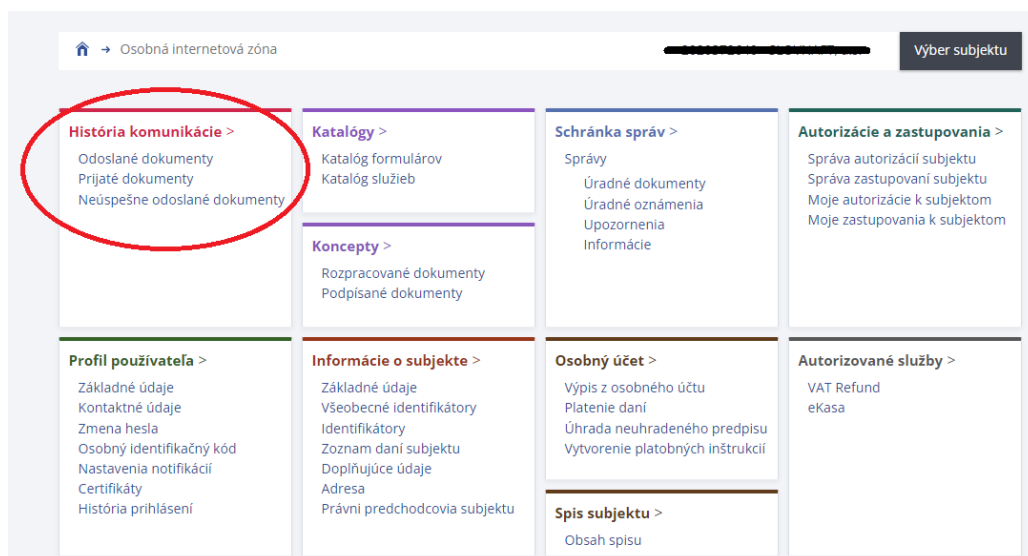 → Osobná internetová zóna
Výber subjektu
História komunikácie >
Odoslané dokumenty
Prijaté dokumenty
Neúspešne odoslané dokumenty
Katalógy >
Katalóg formulárov
Katalóg služieb
Koncepty >
Rozpracované dokumenty
Podpísané dokumenty
Schránka správ >
Správy
Úradné dokumenty
Úradné oznámenia
Upozornenia
Informácie
Autorizácie a zastupovania >
Správa autorizácií subjektu
Správa zastupovaní subjektu
Moje autorizácie k subjektom
Moje zastupovania k subjektom
Profil používateľa >
Základné údaje
Kontaktné údaje
Zmena hesla
Osobný identifikačný kód
Nastavenia notifikácií
Certifikáty
História prihlásení
Informácie o subjekte >
Základné údaje
Všeobecné identifikátory
Identifikátory
Zoznam daní subjektu
Doplňujúce údaje
Adresa
Právni predchodcovia subjektu
Osobný účet >
Výpis z osobného účtu
Platenie daní
Úhrada neuhradeného predpisu
Vytvorenie platobných inštrukcií
Spis subjektu >
Obsah spisu
Autorizované služby >
VAT Refund
eKasa